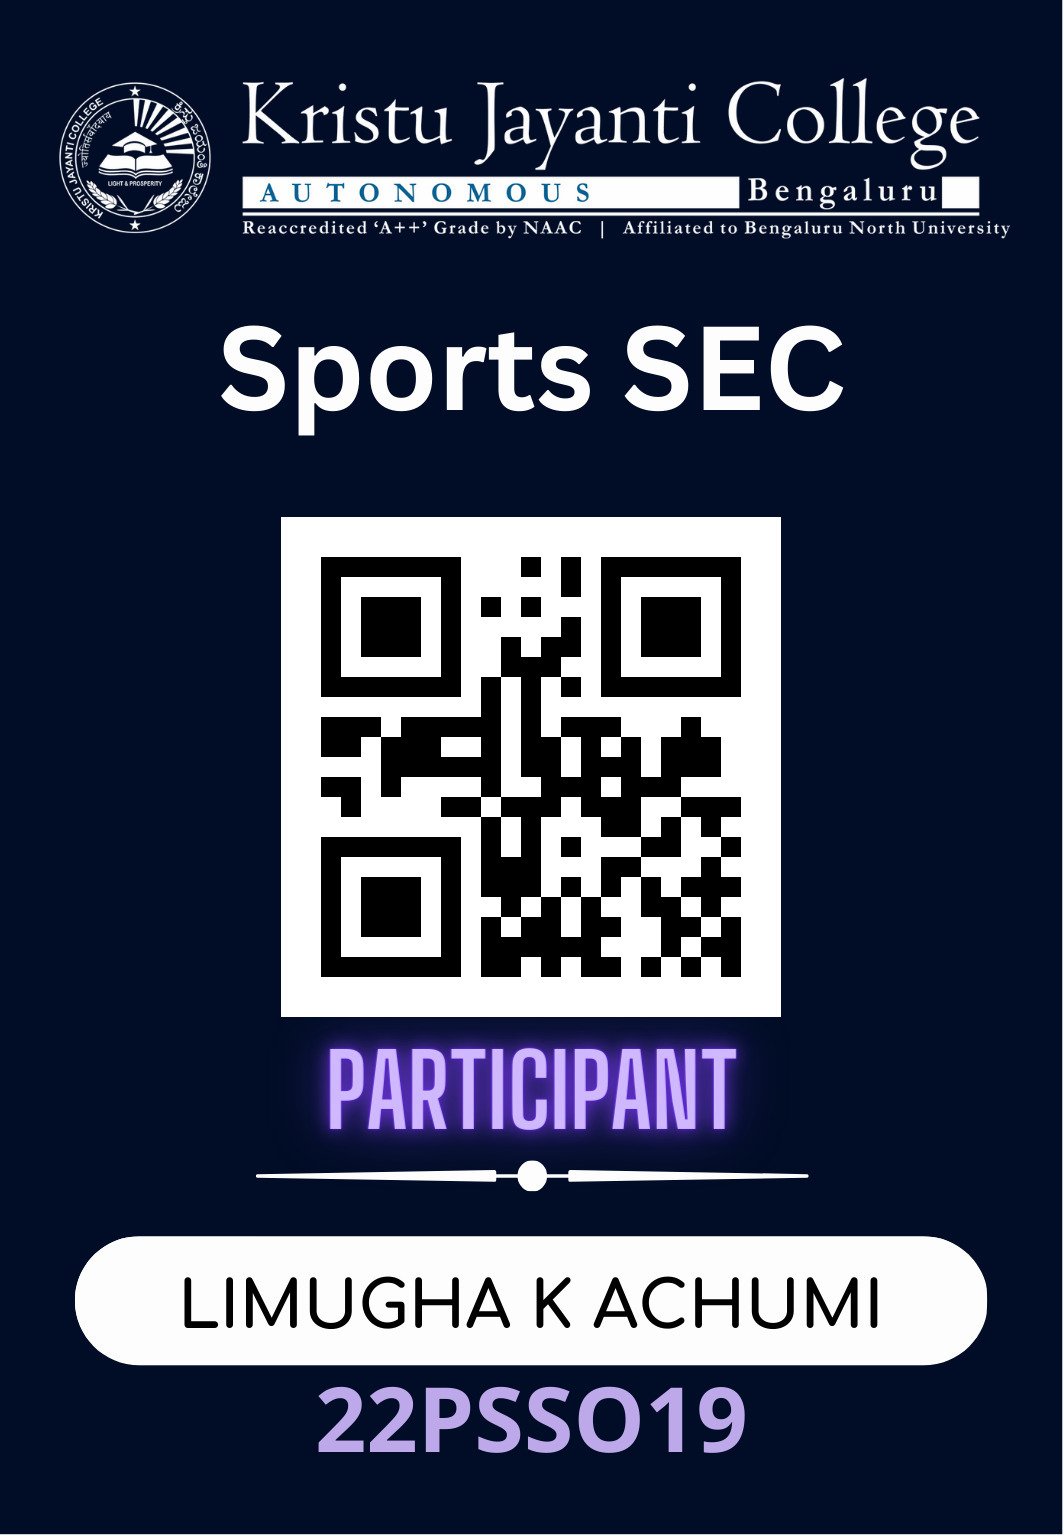 KRISTU JAYANTI COLLEGE
LIGHT & PROSPERITY
Kristu Jayanti College
AUTONOMOUS Bengaluru
Reaccredited ‘A++’ Grade by NAAC | Affiliated to Bengaluru North University
Sports SEC
PARTICIPANT
LIMUGHA K ACHUMI
22PSSO19